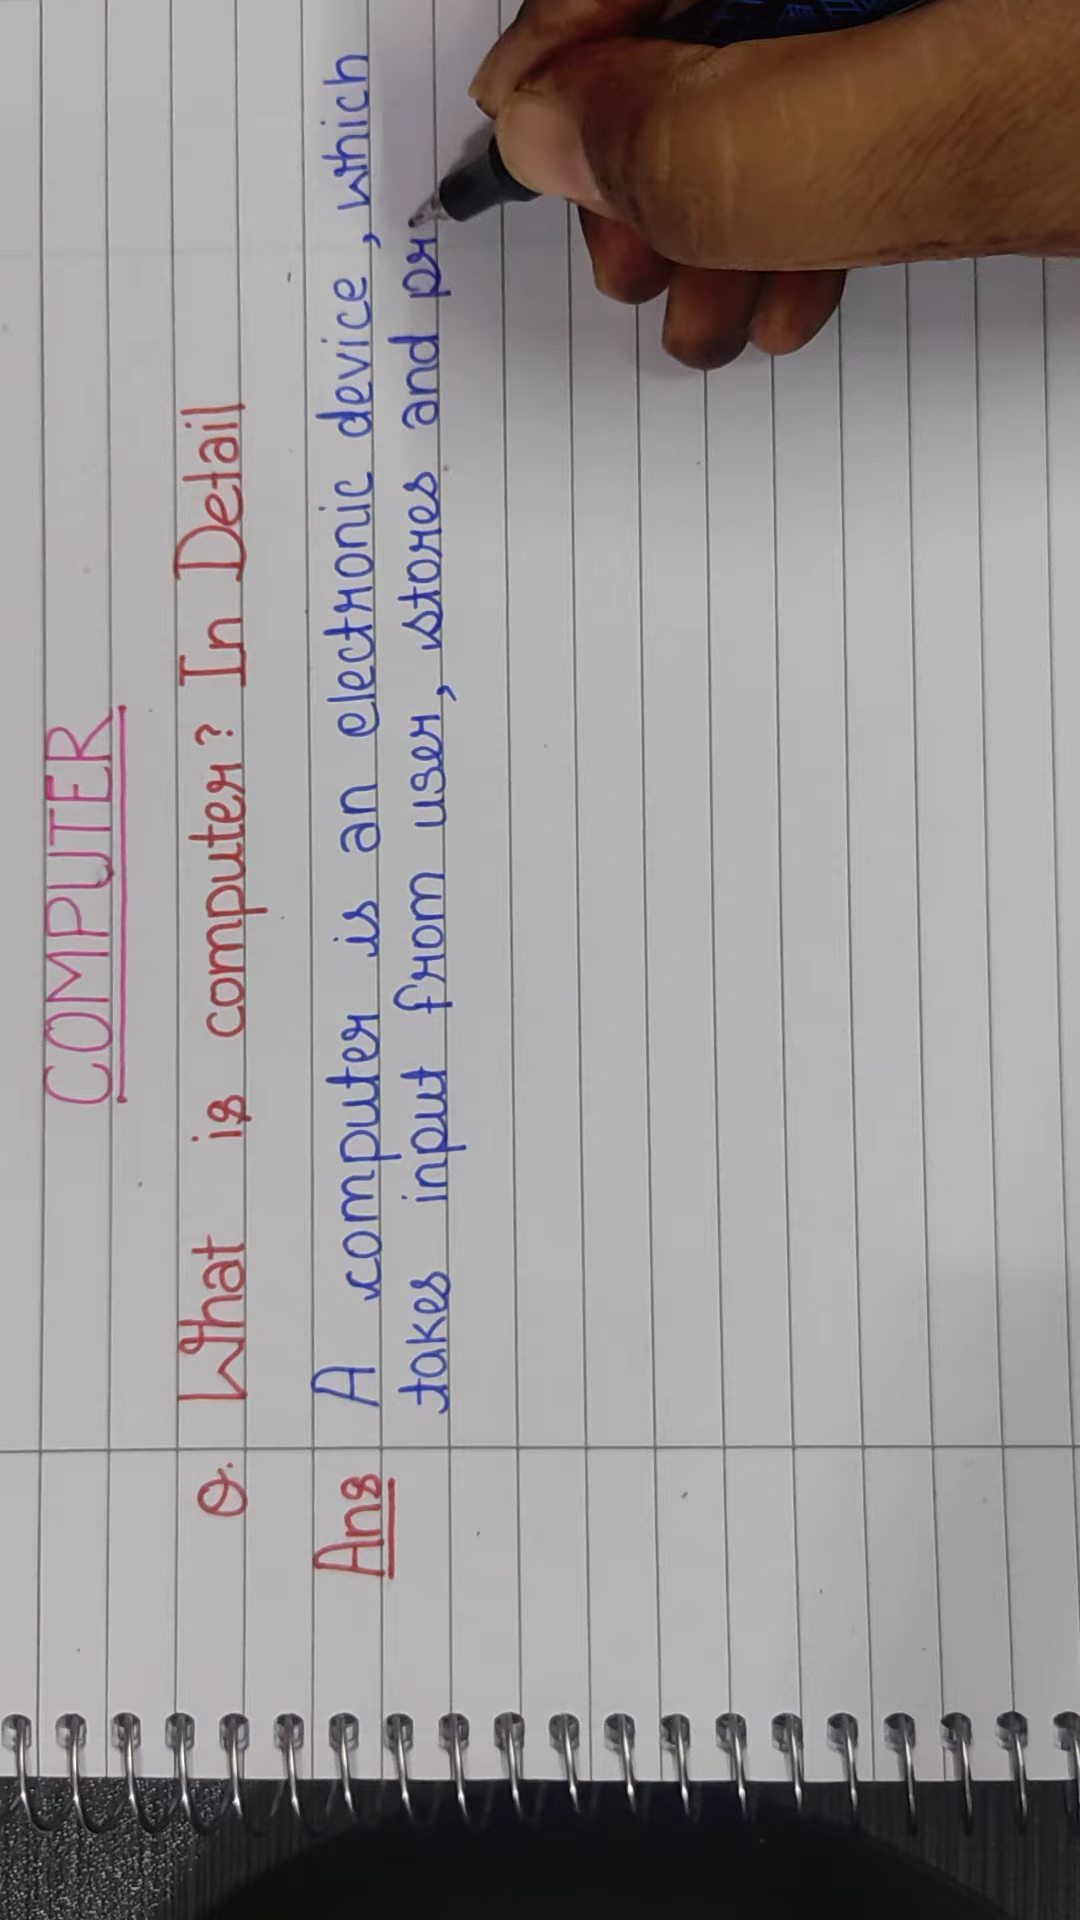 COMPUTER
Q. What is computer? In Detail
Ans A computer is an electronic device, which
takes input from user, stores and pr